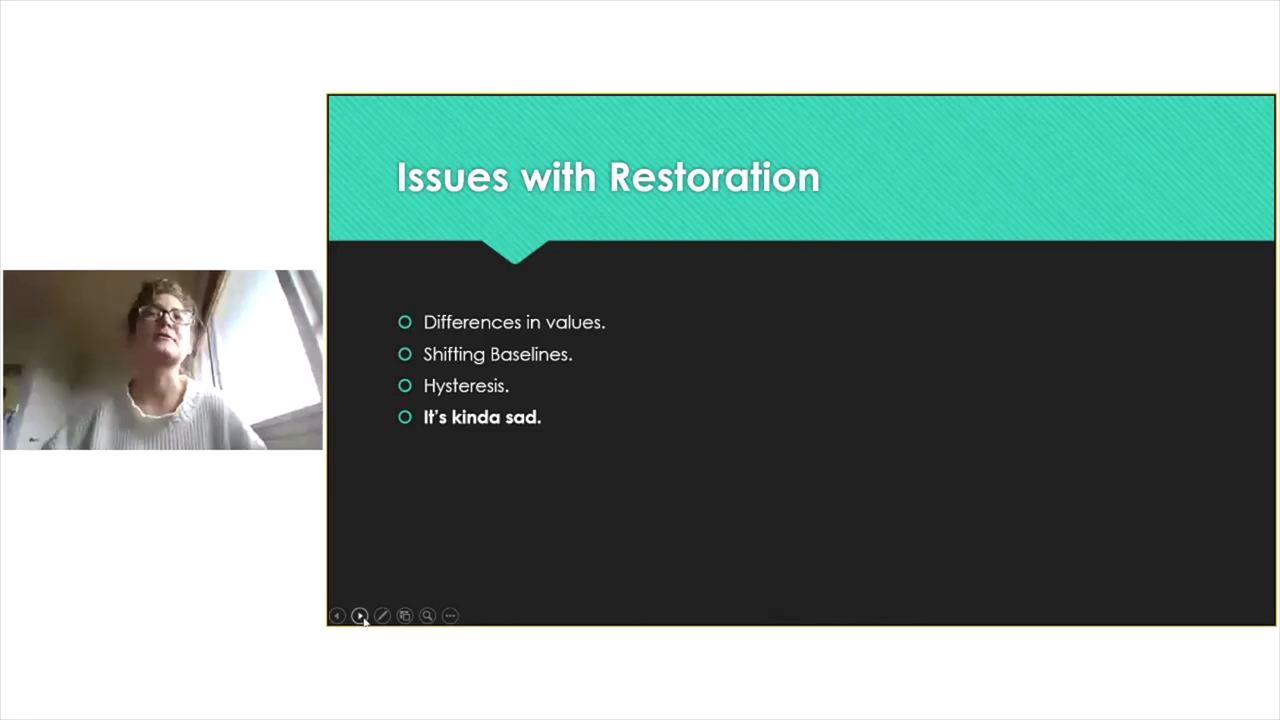 Issues with Restoration
Differences in values.
Shifting Baselines.
Hysteresis.
It's kinda sad.